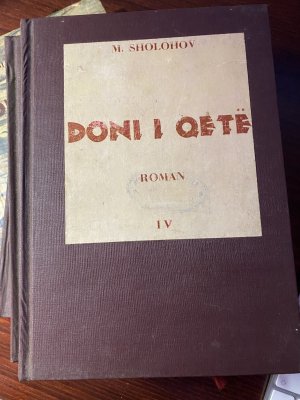 M. SHOLOHOV
DONI I QETË
ROMAN
IV